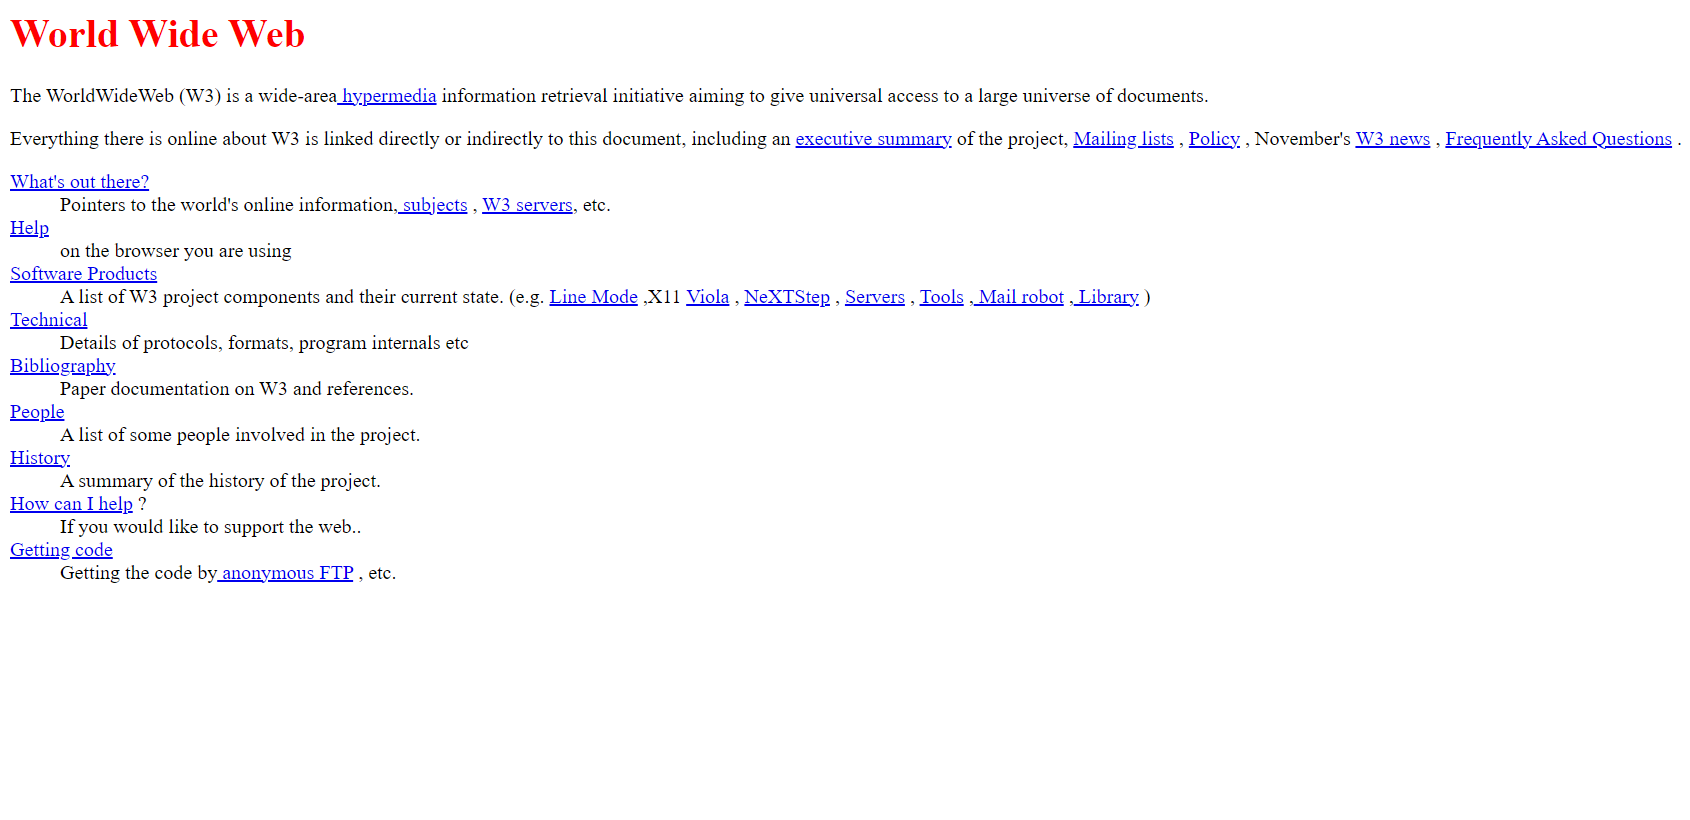 World Wide Web
The WorldWideWeb (W3) is a wide-area hypermedia information retrieval initiative aiming to give universal access to a large universe of documents.
Everything there is online about W3 is linked directly or indirectly to this document, including an executive summary of the project, Mailing lists , Policy , November's W3 news , Frequently Asked Questions .
What's out there?
Pointers to the world's online information, subjects , W3 servers, etc.
Help
on the browser you are using
Software Products
A list of W3 project components and their current state. (e.g. Line Mode ,X11 Viola , NeXTStep , Servers , Tools , Mail robot , Library )
Technical
Details of protocols, formats, program internals etc
Bibliography
Paper documentation on W3 and references.
People
A list of some people involved in the project.
History
A summary of the history of the project.
How can I help ?
If you would like to support the web..
Getting code
Getting the code by anonymous FTP , etc.